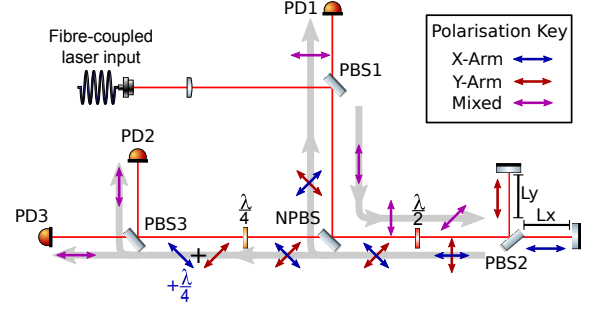 PD1
Fibre-coupled
laser input
PBS1
Polarisation Key
X-Arm
Y-Arm
Mixed
PD2
PD3
PBS3
λ
4
NPBS
λ
2
Ly
Lx
PBS2
+
+λ
4